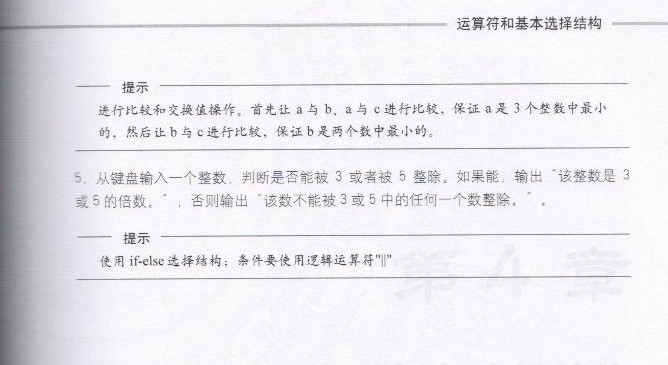 运算符和基本选择结构
提示
进行比较和交换值操作。首先让 a 与 b、a 与 c 进行比较，保证 a 是 3 个整数中最小
的，然后让 b 与 c 进行比较，保证 b 是两个数中最小的。
5．从键盘输入一个整数，判断是否能被 3 或者被 5 整除。如果能，输出“该整数是 3
或 5 的倍数。”，否则输出“该数不能被 3 或 5 中的任何一个数整除。”。
提示
使用 if-else 选择结构；条件要使用逻辑运算符"||"
第 4 章